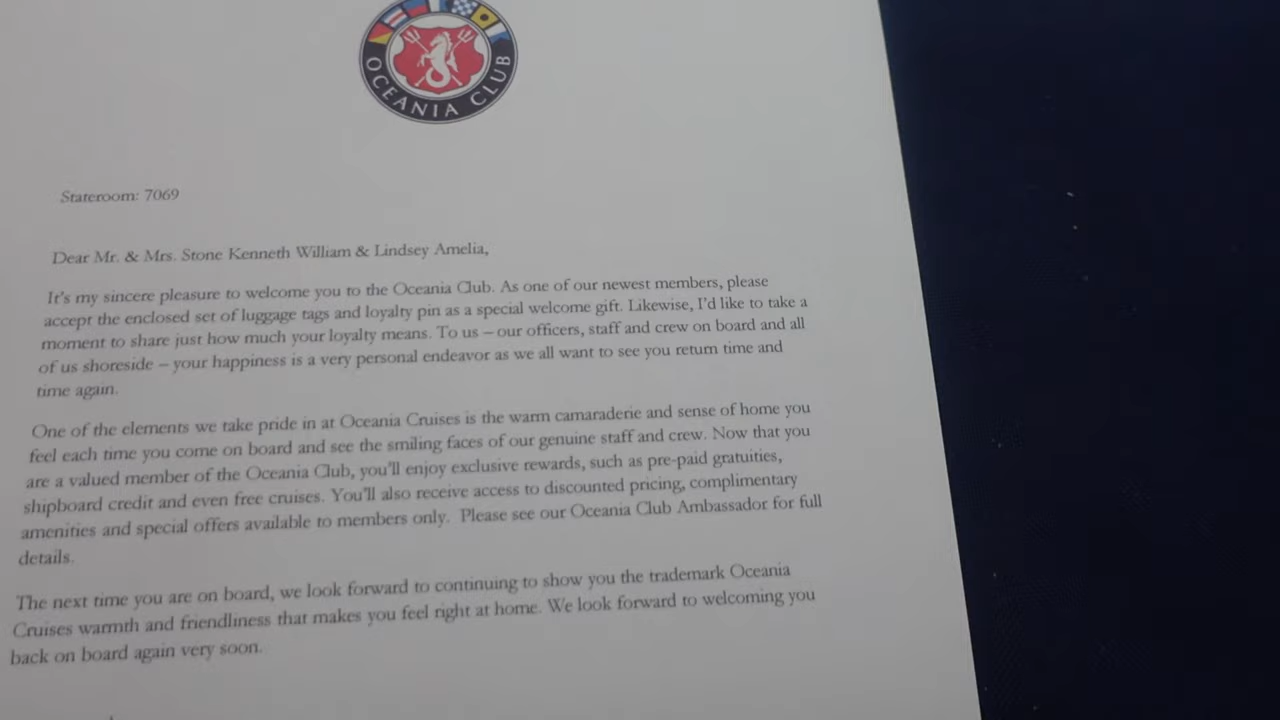 OCEANIA CLUB
Stateroom: 7069
Dear Mr. & Mrs. Stone Kenneth William & Lindsey Amelia,
It's my sincere pleasure to welcome you to the Oceania Club. As one of our newest members, please
accept the enclosed set of luggage tags and loyalty pin as a special welcome gift. Likewise, I'd like to take a
moment to share just how much your loyalty means. To us – our officers, staff and crew on board and all
of us shoreside – your happiness is a very personal endeavor as we all want to see you return time and
time again.
One of the elements we take pride in at Oceania Cruises is the warm camaraderie and sense of home you
feel each time you come on board and see the smiling faces of our genuine staff and crew. Now that you
are a valued member of the Oceania Club, you'll enjoy exclusive rewards, such as pre-paid gratuities,
shipboard credit and even free cruises. You'll also receive access to discounted pricing, complimentary
amenities and special offers available to members only. Please see our Oceania Club Ambassador for full
details.
The next time you are on board, we look forward to continuing to show you the trademark Oceania
Cruises warmth and friendliness that makes you feel right at home. We look forward to welcoming you
back on board again very soon.